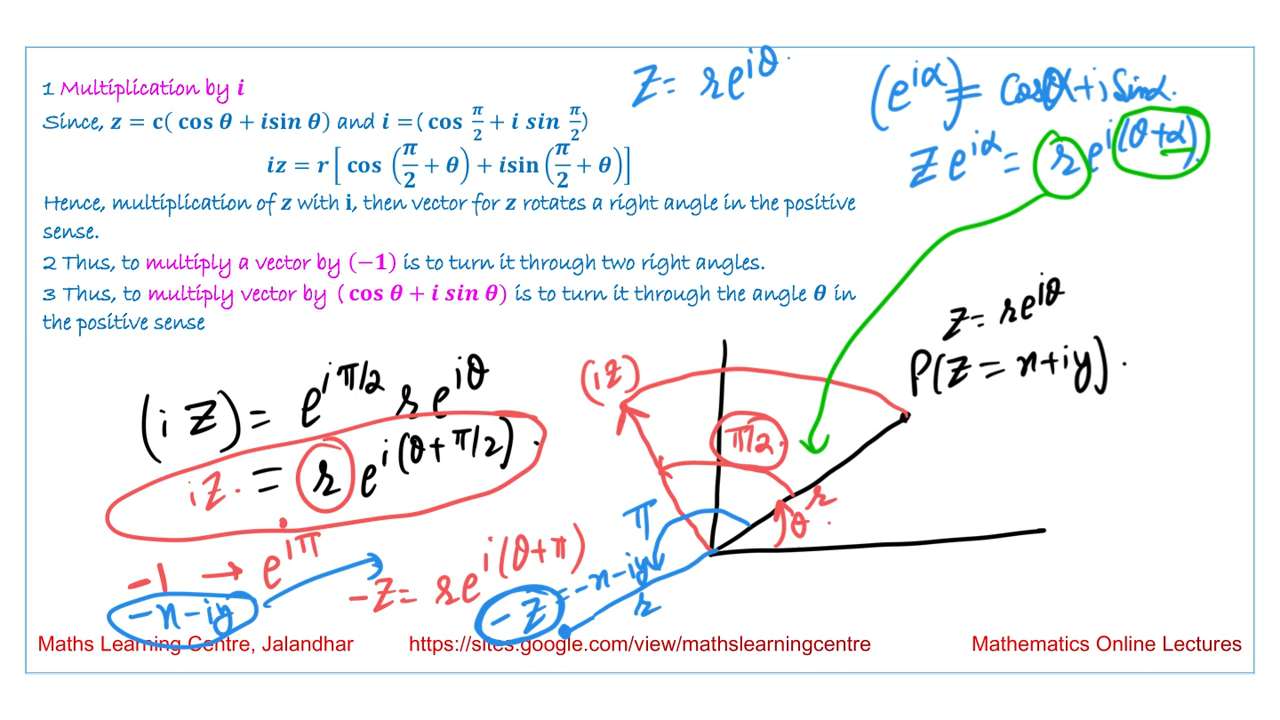 1 Multiplication by i
Since, z = c( cos θ + isin θ) and i =( cos π/2 + i sin π/2)
iz = r [ cos (π/2 + θ) + isin (π/2 + θ)]
Hence, multiplication of z with i, then vector for z rotates a right angle in the positive
sense.
2 Thus, to multiply a vector by (−1) is to turn it through two right angles.
3 Thus, to multiply vector by ( cos θ + i sin θ) is to turn it through the angle θ in
the positive sense
Z = re^{iθ}.
(e^{iα}) = cosα + i Sinα.
Z e^{iα} = r e^{i(θ+α)}.
Z = re^{iθ}
P(Z = x+iy).
(iZ) = e^{iπ/2} r e^{iθ}
iZ. = r e^{i(θ+π/2)}.
(iZ)
π/2
r
θ.
π
-1 → e^{iπ}
-x-iy
-Z = r e^{i(θ+π)}
-Z = -x-iy
r
Maths Learning Centre, Jalandhar https://sites.google.com/view/mathslearningcentre Mathematics Online Lectures